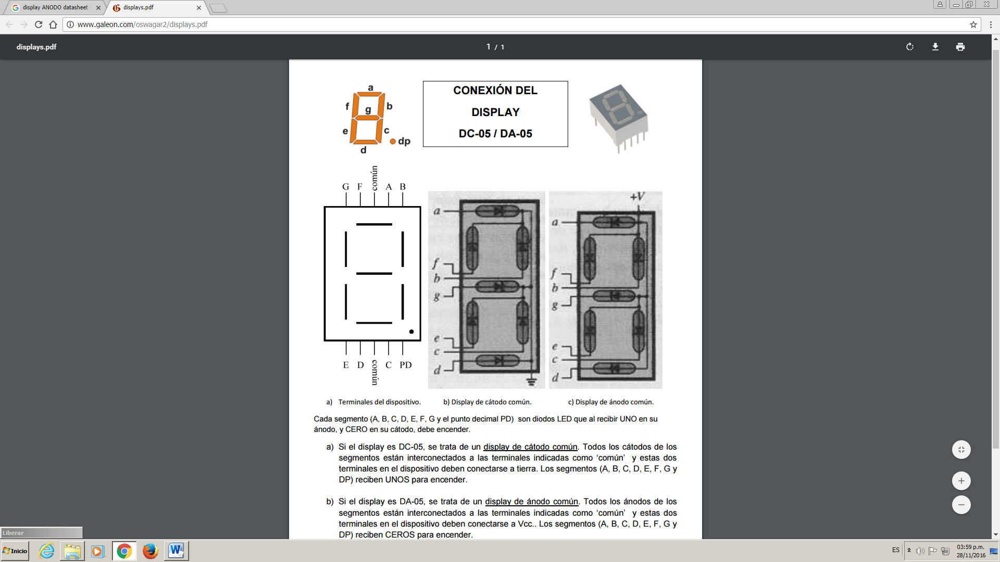 display ANODO datasheet
displays.pdf
www.galeon.com/oswagar2/displays.pdf
displays.pdf
1 / 1
CONEXIÓN DEL
DISPLAY
DC-05 / DA-05
a
f
g
b
e
c
dp
d
G F común A B
E D común C PD
a
f
b
g
e
c
d
+V
a
f
b
g
e
c
d
a) Terminales del dispositivo.
b) Display de cátodo común.
c) Display de ánodo común.
Cada segmento (A, B, C, D, E, F, G y el punto decimal PD) son diodos LED que al recibir UNO en su
ánodo, y CERO en su cátodo, debe encender.
a) Si el display es DC-05, se trata de un display de cátodo común. Todos los cátodos de los
segmentos están interconectados a las terminales indicadas como ‘común’ y estas dos
terminales en el dispositivo deben conectarse a tierra. Los segmentos (A, B, C, D, E, F, G y
DP) reciben UNOS para encender.
b) Si el display es DA-05, se trata de un display de ánodo común. Todos los ánodos de los
segmentos están interconectados a las terminales indicadas como ‘común’ y estas dos
terminales en el dispositivo deben conectarse a Vcc.. Los segmentos (A, B, C, D, E, F, G y
DP) reciben CEROS para encender.
Liberar
Inicio
ES
03:59 p.m.
28/11/2016